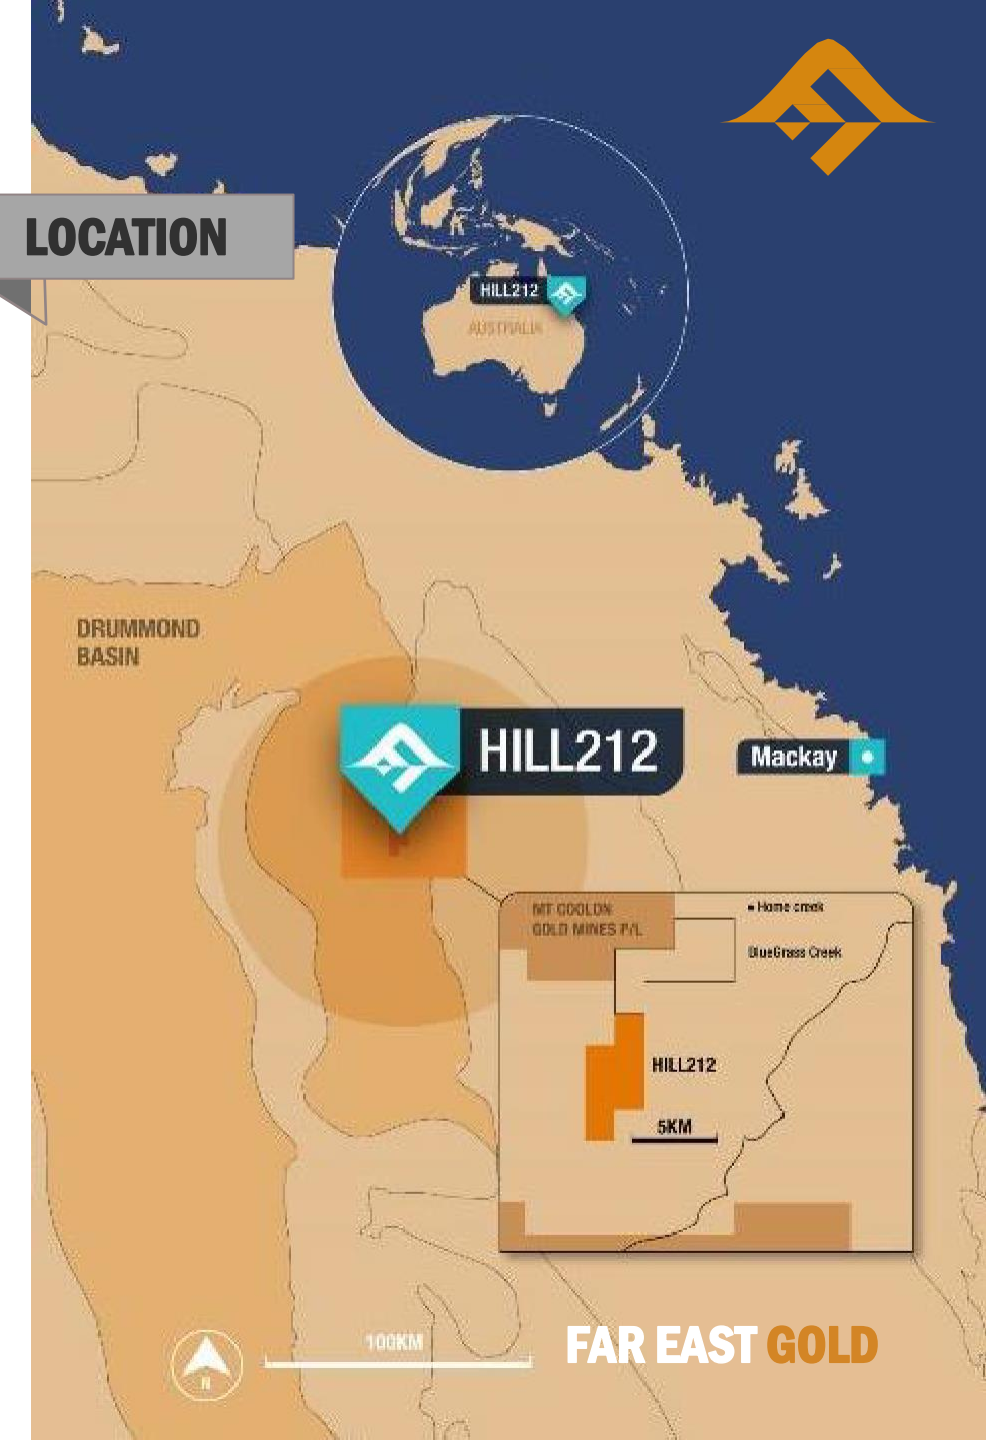 LOCATION
HILL212
AUSTRALIA
DRUMMOND
BASIN
HILL212
Mackay
MT COOLON
GOLD MINES P/L
Home creek
BlueGrass Creek
HILL212
5KM
100KM
N
FAR EAST GOLD